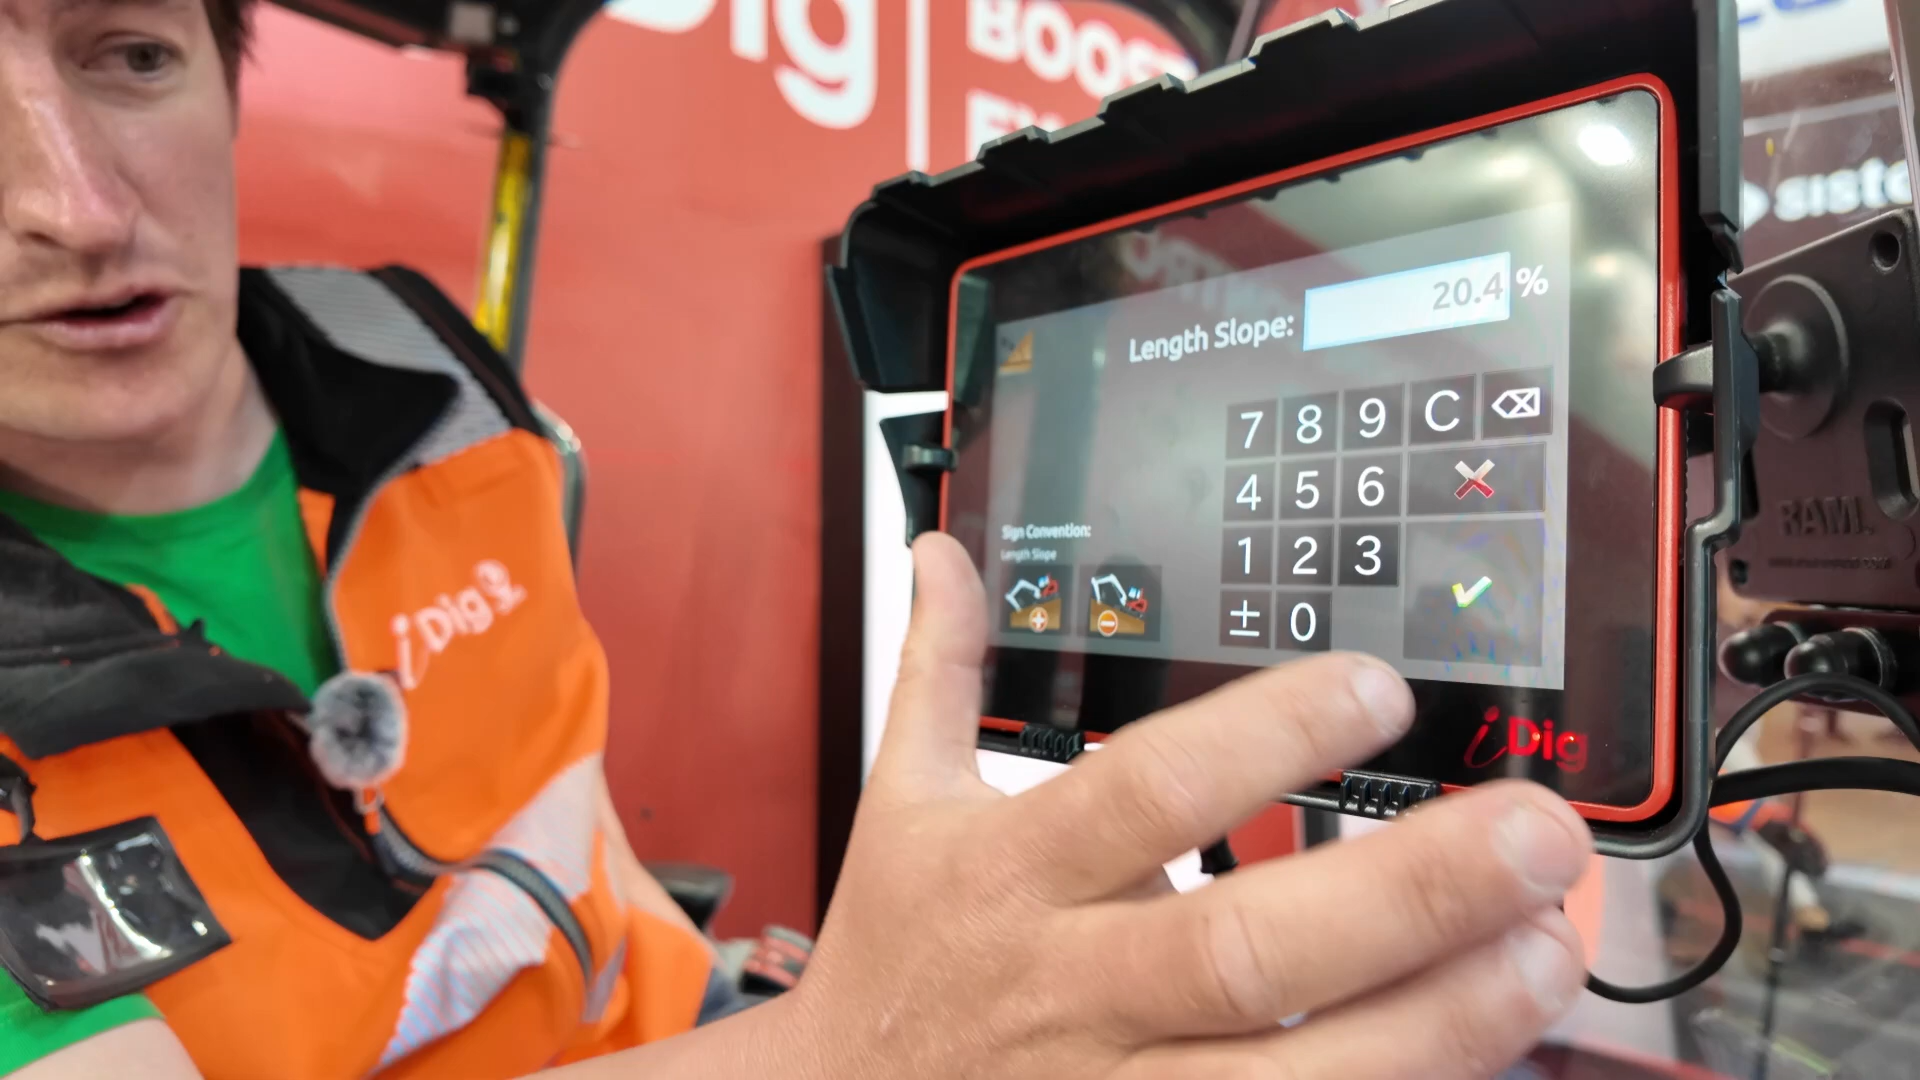 Dig
BOOST
siste
Length Slope: 20.4 %
7 8 9 C
4 5 6
Sign Convention:
Length Slope
1 2 3
± 0
iDig
iDig
RAM